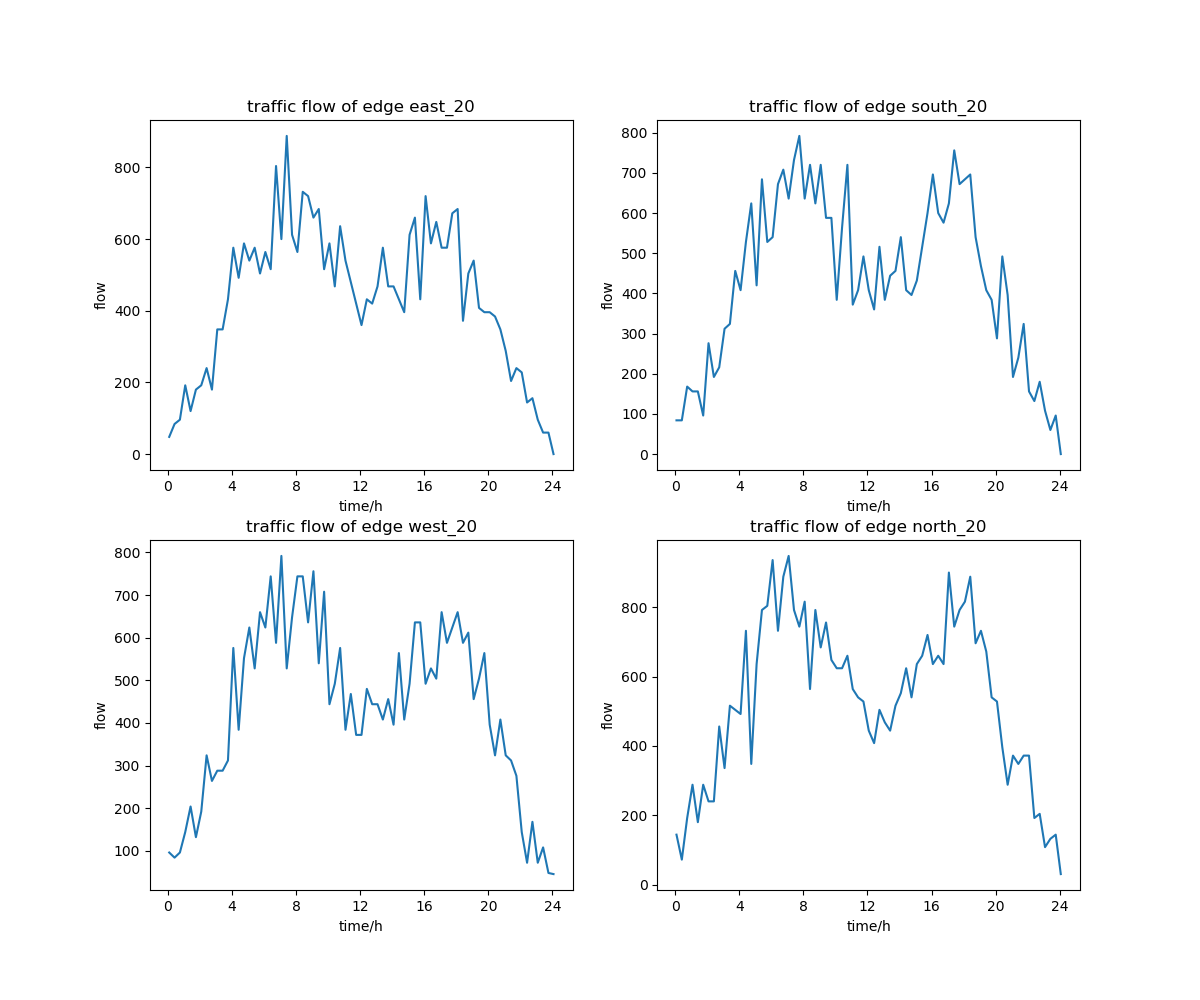 traffic flow of edge east_20
flow
800
600
400
200
0
0 4 8 12 16 20 24
time/h
traffic flow of edge south_20
flow
800
700
600
500
400
300
200
100
0
0 4 8 12 16 20 24
time/h
traffic flow of edge west_20
flow
800
700
600
500
400
300
200
100
0 4 8 12 16 20 24
time/h
traffic flow of edge north_20
flow
800
600
400
200
0
0 4 8 12 16 20 24
time/h